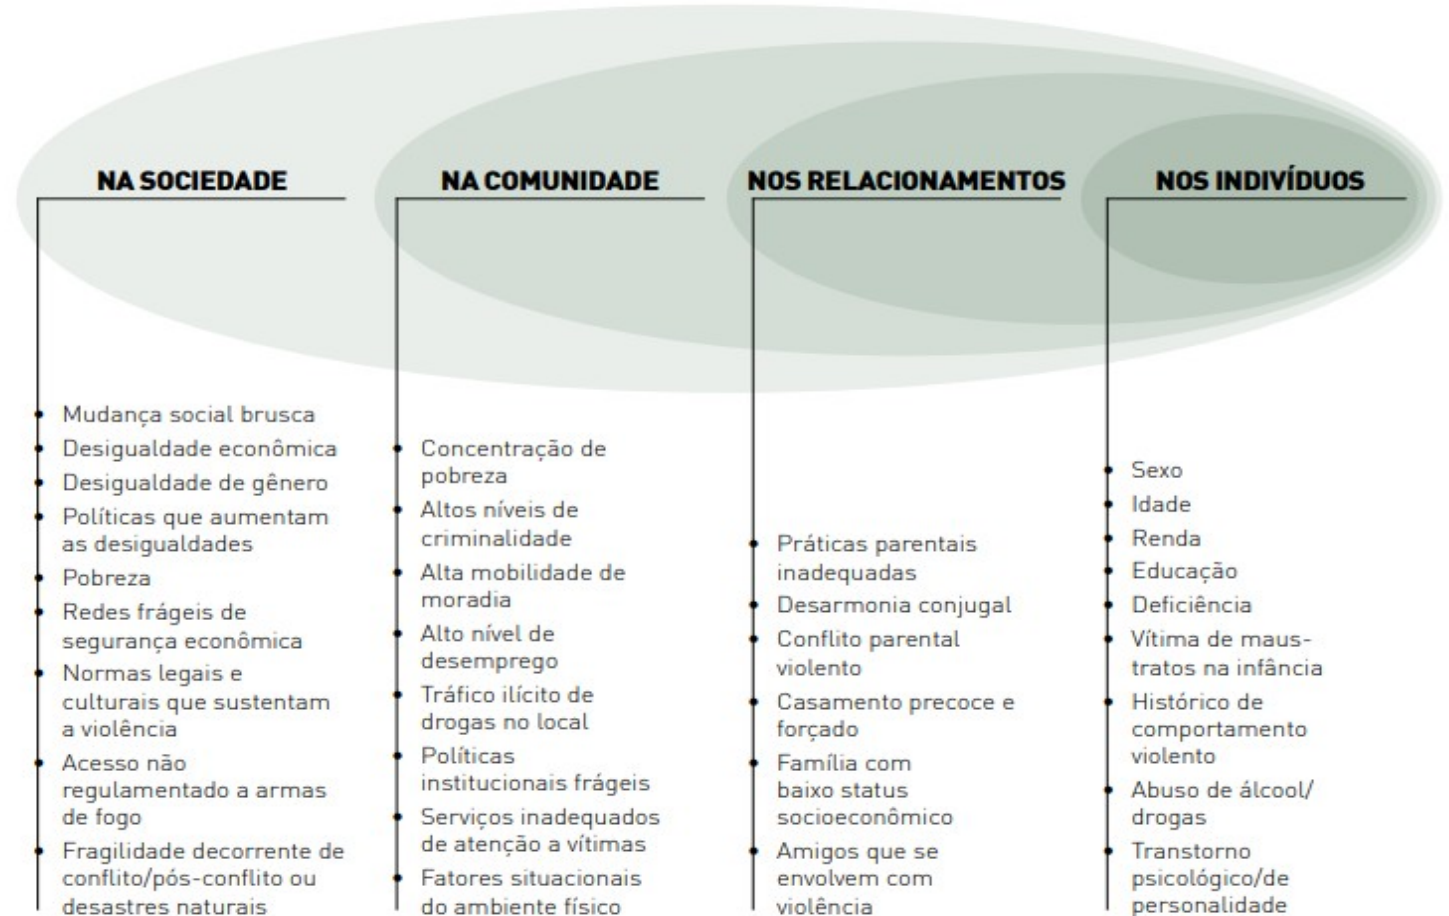 NA SOCIEDADE
Mudança social brusca
Desigualdade econômica
Desigualdade de gênero
Políticas que aumentam
as desigualdades
Pobreza
Redes frágeis de
segurança econômica
Normas legais e
culturais que sustentam
a violência
Acesso não
regulamentado a armas
de fogo
Fragilidade decorrente de
conflito/pós-conflito ou
desastres naturais
NA COMUNIDADE
Concentração de
pobreza
Altos níveis de
criminalidade
Alta mobilidade de
moradia
Alto nível de
desemprego
Tráfico ilícito de
drogas no local
Políticas
institucionais frágeis
Serviços inadequados
de atenção a vítimas
Fatores situacionais
do ambiente físico
NOS RELACIONAMENTOS
Práticas parentais
inadequadas
Desarmonia conjugal
Conflito parental
violento
Casamento precoce e
forçado
Família com
baixo status
socioeconômico
Amigos que se
envolvem com
violência
NOS INDIVÍDUOS
Sexo
Idade
Renda
Educação
Deficiência
Vítima de maus-
tratos na infância
Histórico de
comportamento
violento
Abuso de álcool/
drogas
Transtorno
psicológico/de
personalidade